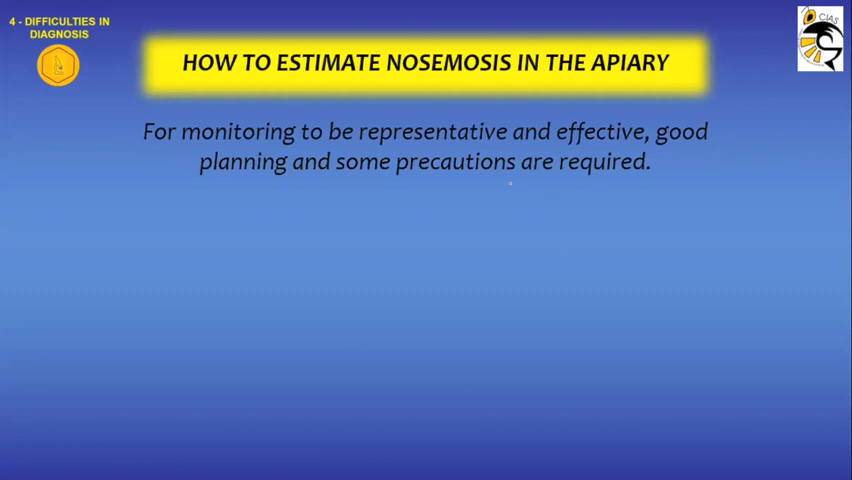 4 - DIFFICULTIES IN
DIAGNOSIS
CIAS
HOW TO ESTIMATE NOSEMOSIS IN THE APIARY
For monitoring to be representative and effective, good
planning and some precautions are required.